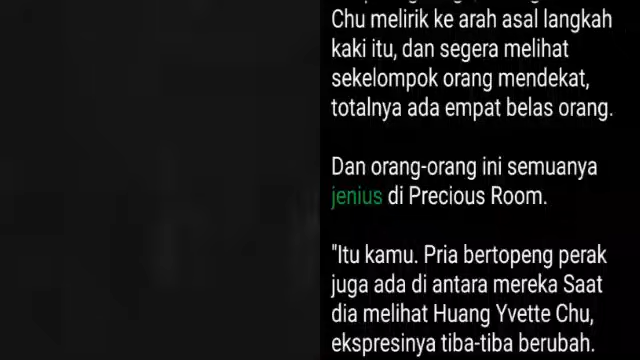 Chu melirik ke arah asal langkah
kaki itu, dan segera melihat
sekelompok orang mendekat,
totalnya ada empat belas orang.
Dan orang-orang ini semuanya
jenius di Precious Room.
"Itu kamu. Pria bertopeng perak
juga ada di antara mereka Saat
dia melihat Huang Yvette Chu,
ekspresinya tiba-tiba berubah.